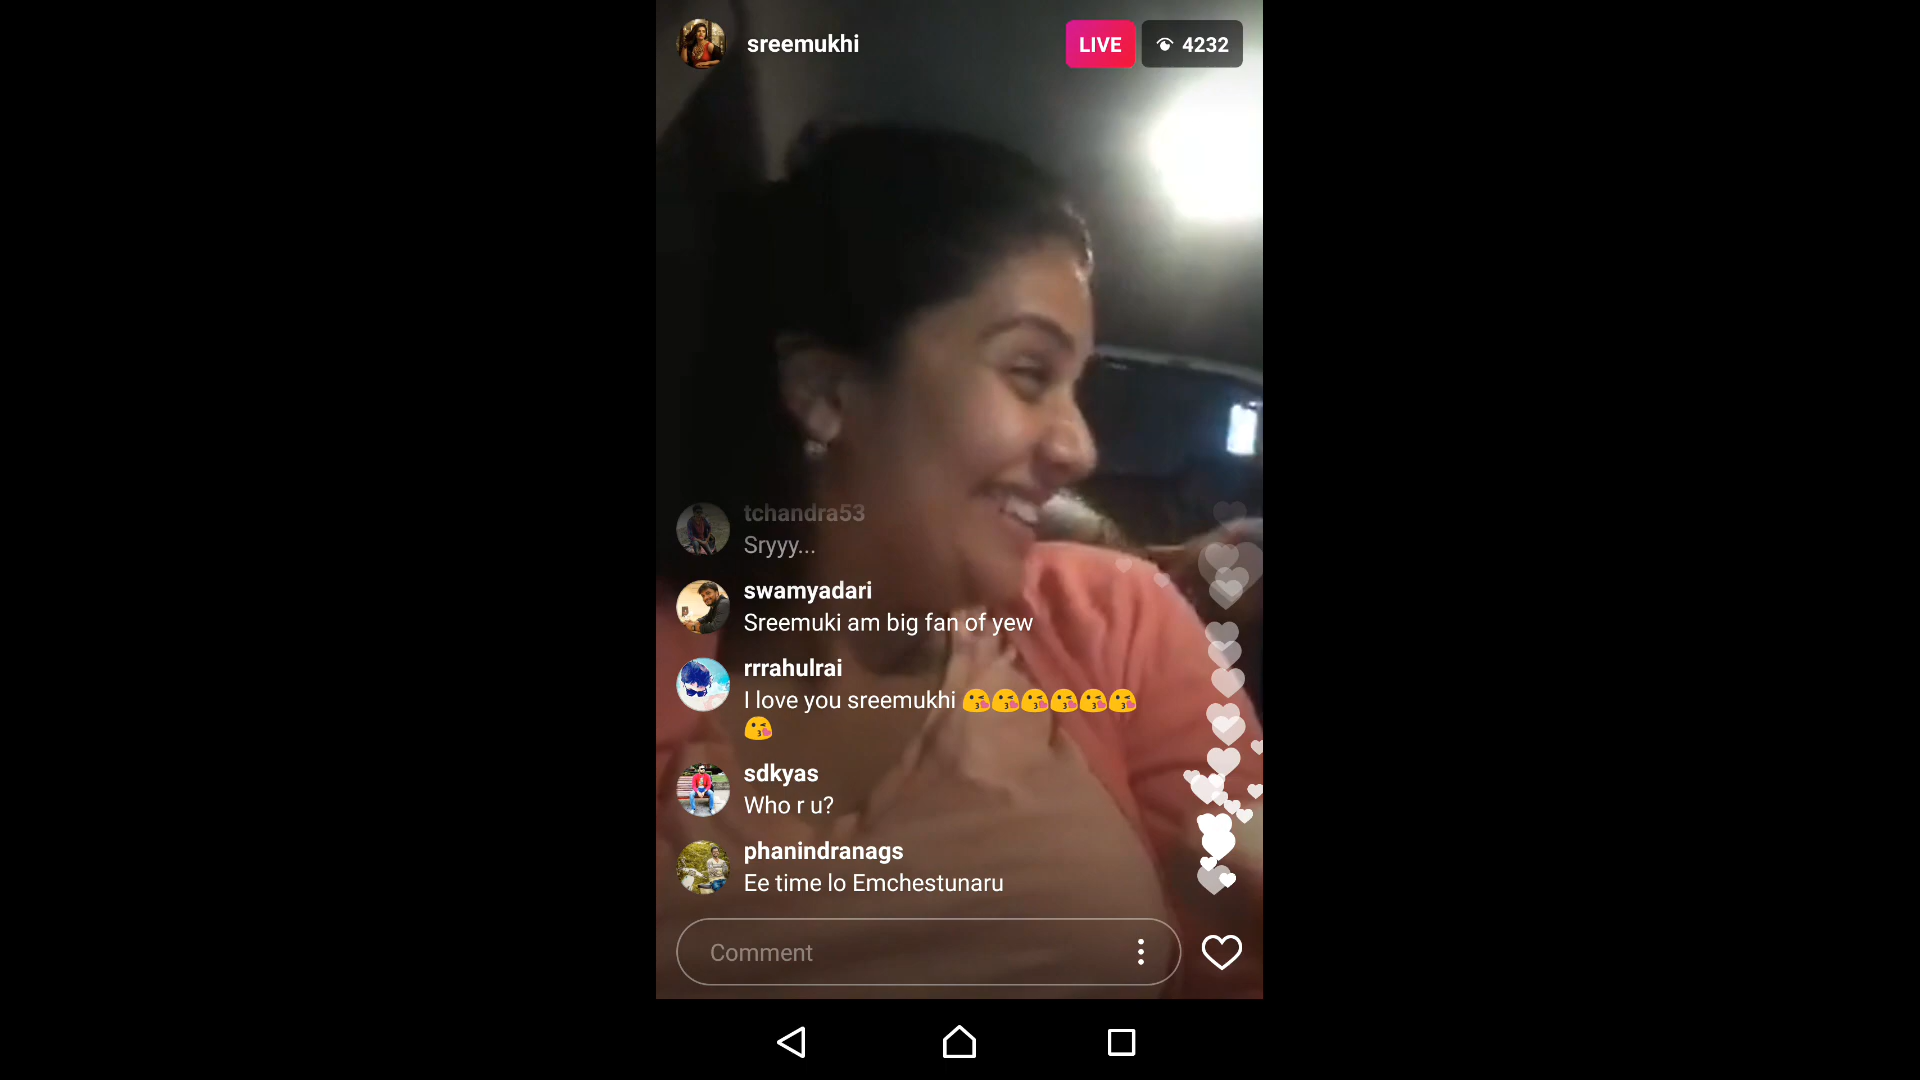 sreemukhi
LIVE
4232
tchandra53
Sryyy...
swamyadari
Sreemuki am big fan of yew
rrrahulrai
I love you sreemukhi 😘😘😘😘😘😘
😘
sdkyas
Who r u?
phanindranags
Ee time lo Emchestunaru
Comment